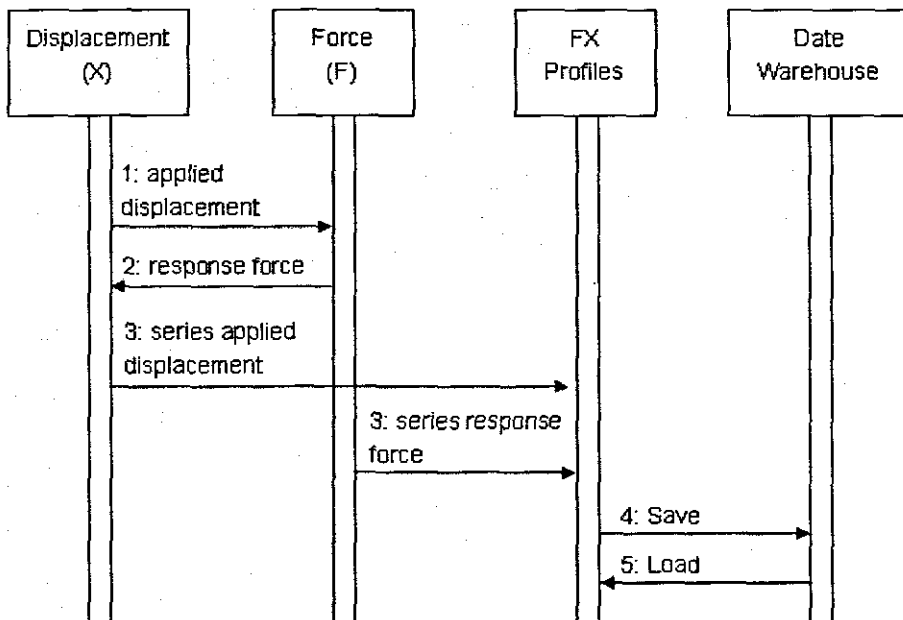 Displacement
(X)
Force
(F)
FX
Profiles
Date
Warehouse
1: applied
displacement
2: response force
3: series applied
displacement
3: series response
force
4: Save
5: Load